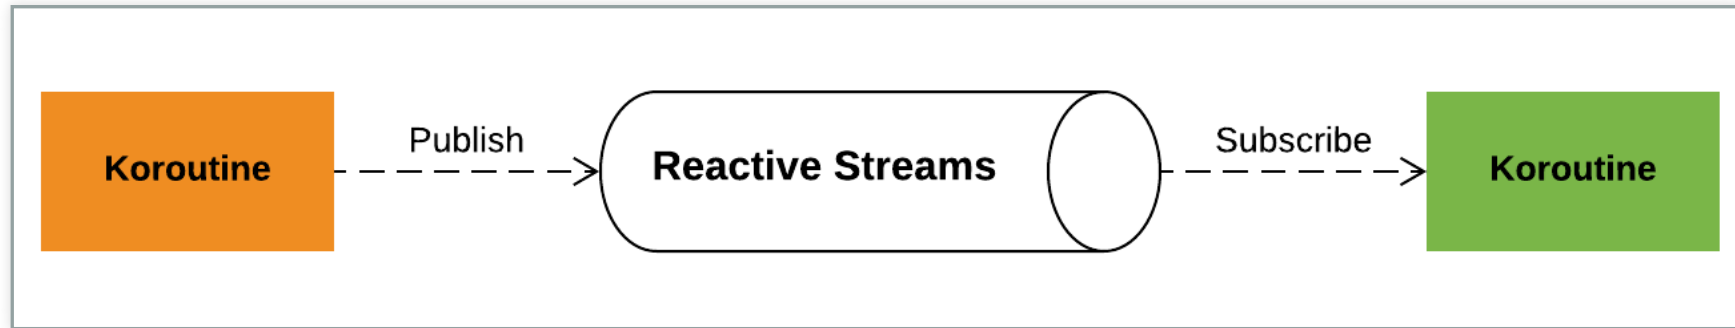 Koroutine
Publish
Reactive Streams
Subscribe
Koroutine